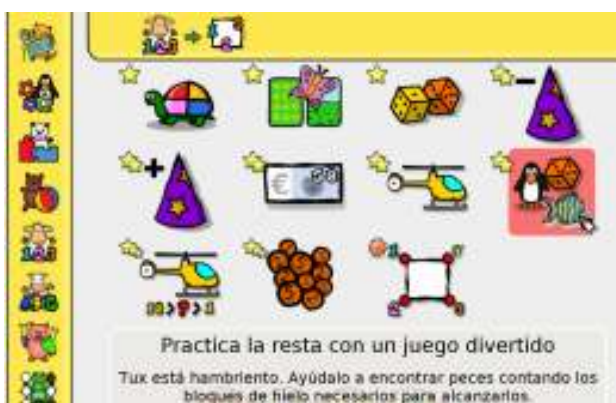 Practica la resta con un juego divertido
Tux está hambriento. Ayúdalo a encontrar peces contando los
bloques de hielo necesarios para alcanzarlos.